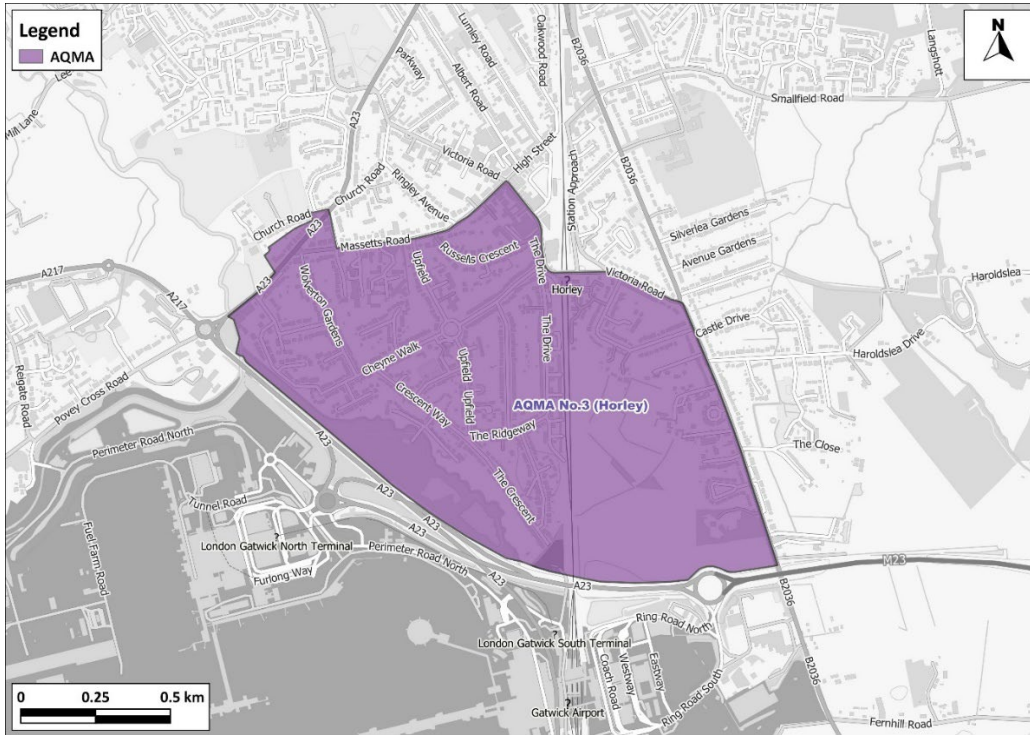 Legend
AQMA
N
Lee
Mill Lane
A23
Parkway
Lumley Road
Albert Road
Oakwood Road
B2036
Langshott
Smallfield Road
Victoria Road
High Street
Station Approach
Church Road
Church Road
Ringley Avenue
B2036
A23
Massetts Road
Russells Crescent
Upfield
The Drive
Silverlea Gardens
Avenue Gardens
A217
A217
A23
Wolverton Gardens
Horley
Victoria Road
Haroldslea
Castle Drive
Haroldslea Drive
The Drive
Cheyne Walk
Upfield
Upfield
Crescent Way
AQMA No.3 (Horley)
The Ridgeway
Reigate Road
Povey Cross Road
Perimeter Road North
A23
The Close
The Crescent
A23
A23
Tunnel Road
London Gatwick North Terminal
Perimeter Road North
Fuel Farm Road
Furlong Way
A23
A23
M23
B2036
Ring Road North
London Gatwick South Terminal
Coach Road
Westway
Eastway
Ring Road South
B2036
Gatwick Airport
Fernhill Road
0 0.25 0.5 km